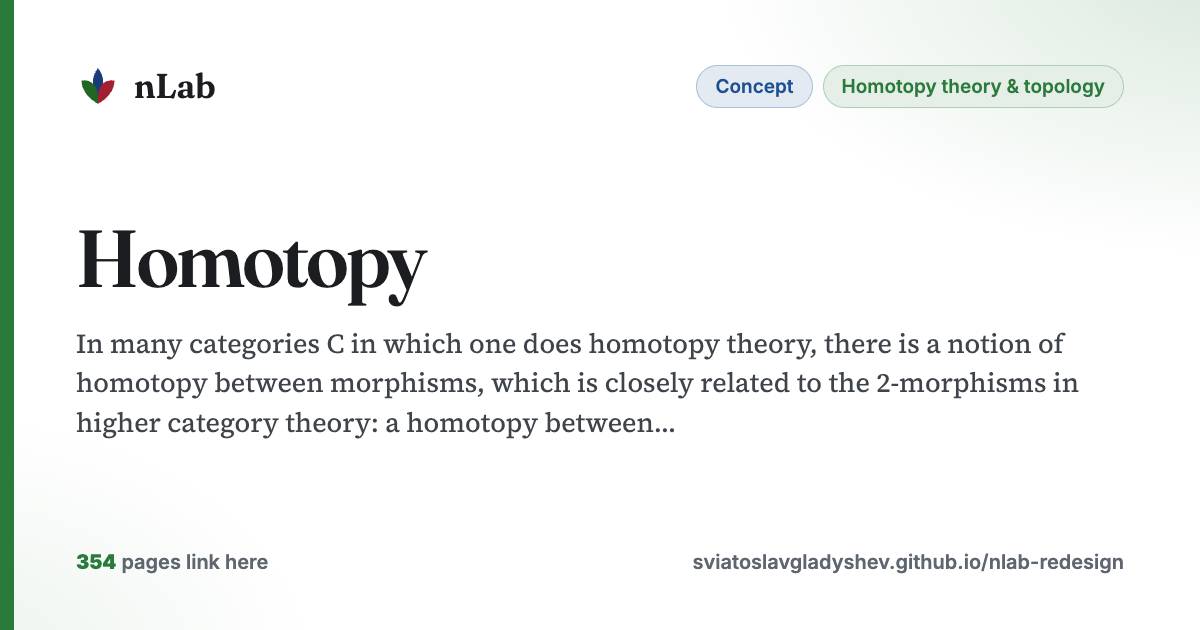 nLab
Concept
Homotopy theory & topology
Homotopy
In many categories C in which one does homotopy theory, there is a notion of
homotopy between morphisms, which is closely related to the 2-morphisms in
higher category theory: a homotopy between...
354 pages link here
sviatoslavgladyshev.github.io/nlab-redesign